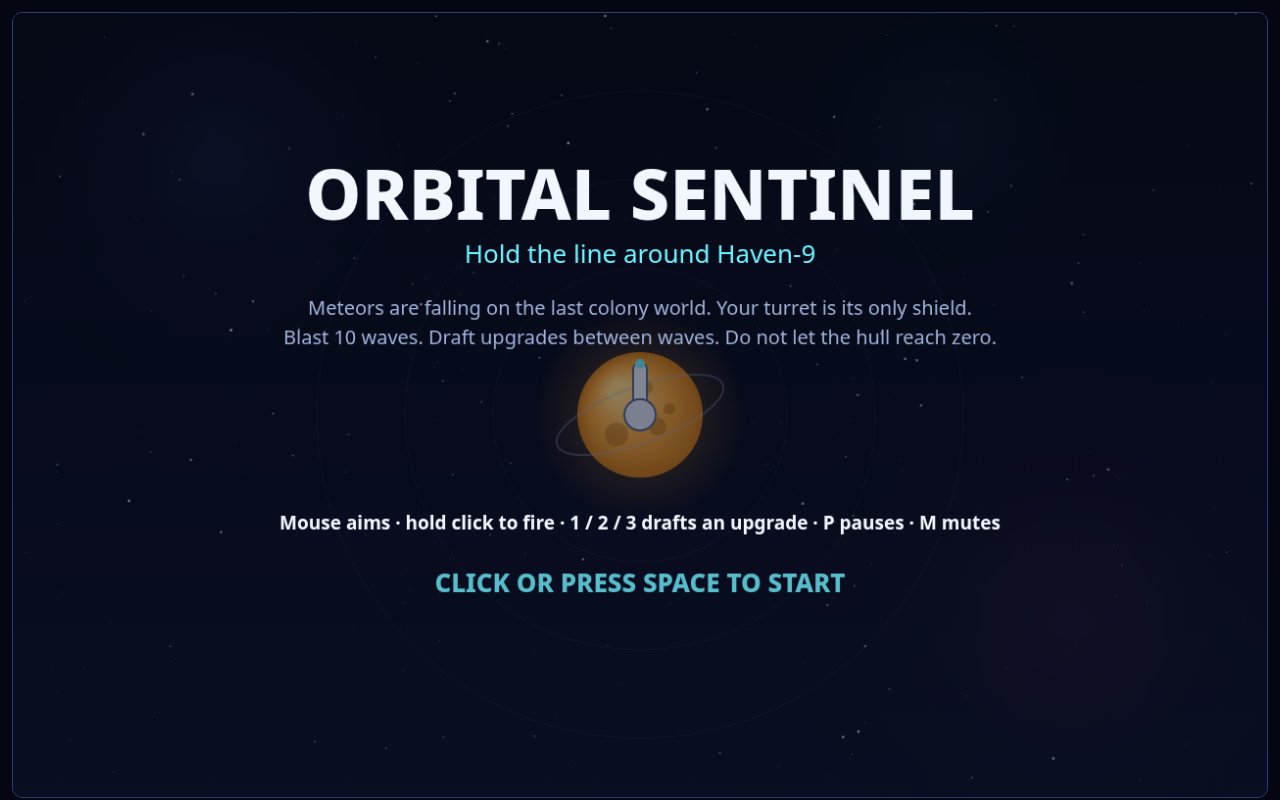 ORBITAL SENTINEL
Hold the line around Haven-9
Meteors are falling on the last colony world. Your turret is its only shield.
Blast 10 waves. Draft upgrades between waves. Do not let the hull reach zero.
Mouse aims · hold click to fire · 1 / 2 / 3 drafts an upgrade · P pauses · M mutes
CLICK OR PRESS SPACE TO START